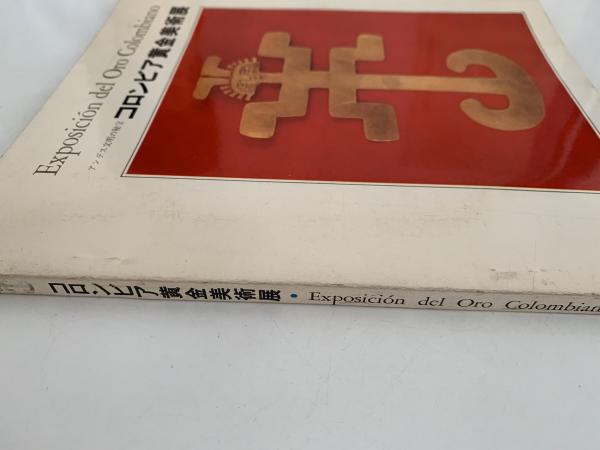 Exposición del Oro Colombiano
アンデス文明の秘宝
コロンビア黄金美術展
コロンビア黄金美術展・Exposición del Oro Colombian